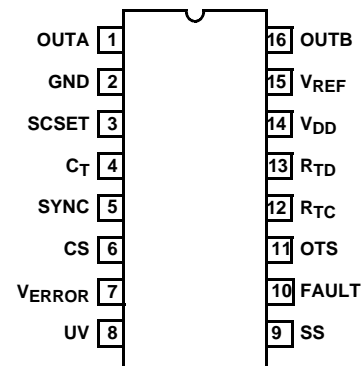 OUTA 1 16 OUTB
GND 2 15 VREF
SCSET 3 14 VDD
CT 4 13 RTD
SYNC 5 12 RTC
CS 6 11 OTS
VERROR 7 10 FAULT
UV 8 9 SS